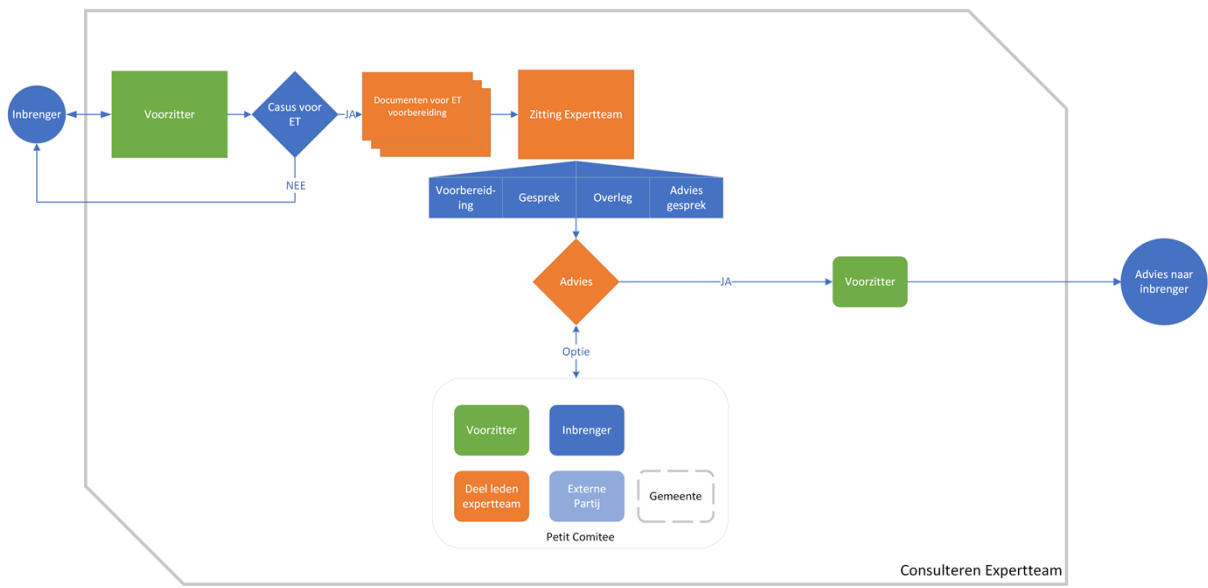 Inbrenger
Voorzitter
Casus voor
ET
JA
Documenten voor ET
voorbereiding
Zitting Expertteam
NEE
Voorbereid-
ing
Gesprek
Overleg
Advies
gesprek
Advies
JA
Voorzitter
Advies naar
inbrenger
Optie
Voorzitter
Inbrenger
Deel leden
expertteam
Externe
Partij
Gemeente
Petit Comitee
Consulteren Expertteam